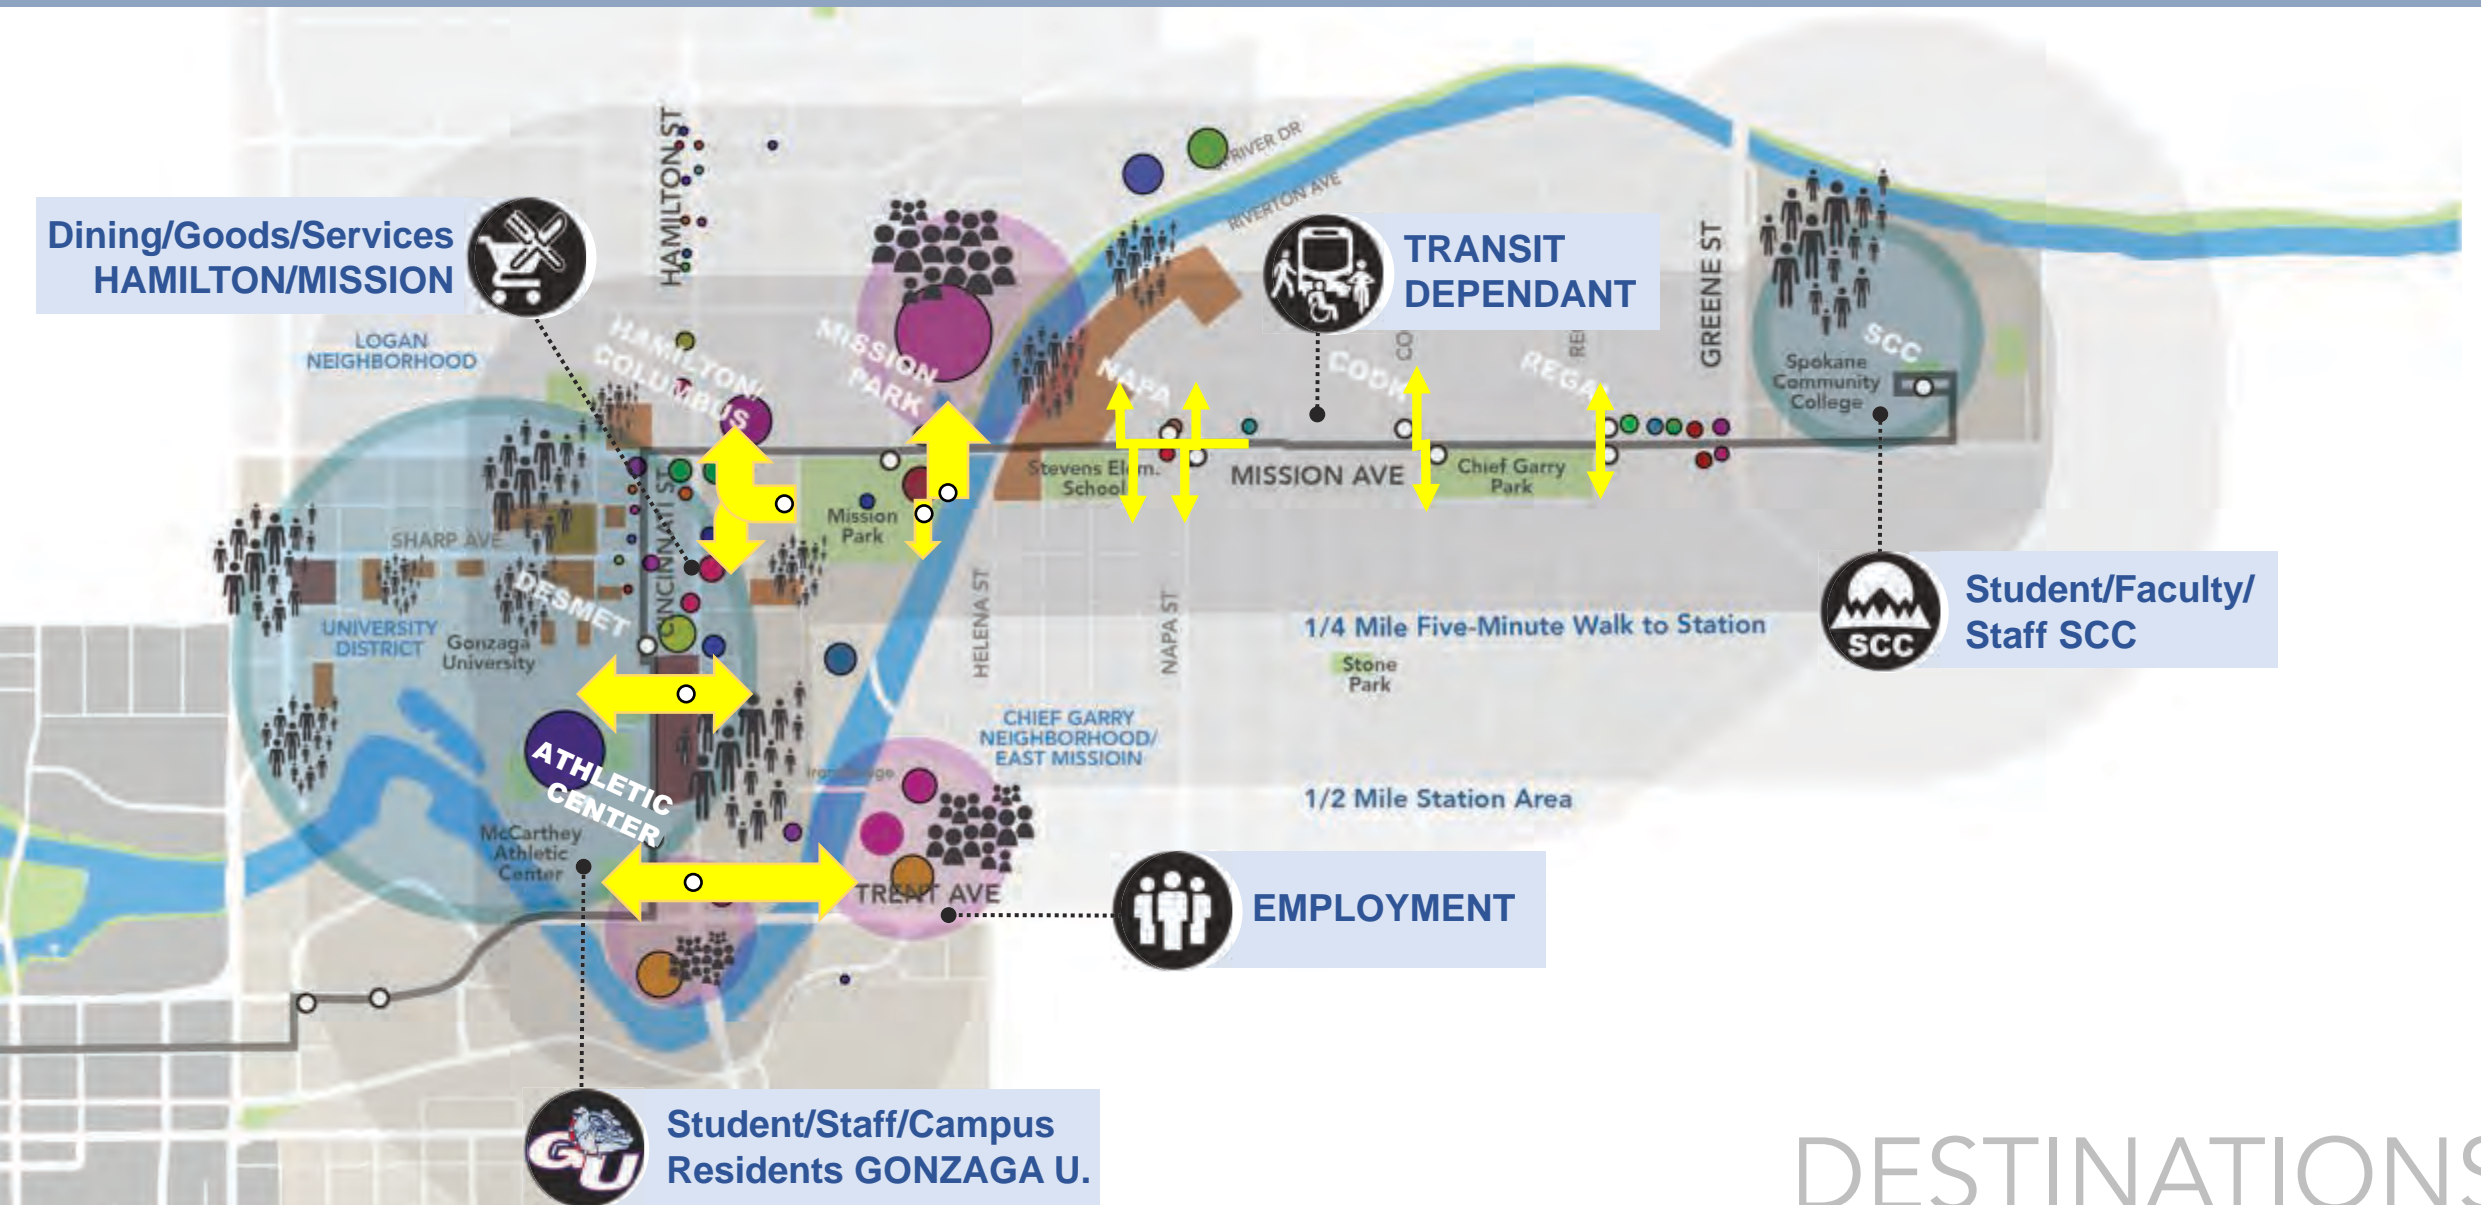 HAMILTON ST
RIVER DR
RIVERTON AVE
Dining/Goods/Services
HAMILTON/MISSION
TRANSIT
DEPENDANT
GREENE ST
LOGAN
NEIGHBORHOOD
HAMILTON/
COLUMBUS
MISSION
PARK
NAPA
COOK
CO
REGAL
SCC
Spokane
Community
College
CINCINNATI ST
Mission
Park
Stevens Elem.
School
MISSION AVE
Chief Garry
Park
SHARP AVE
DESMET
UNIVERSITY
DISTRICT
Gonzaga
University
HELENA ST
NAPA ST
1/4 Mile Five-Minute Walk to Station
Stone
Park
SCC
Student/Faculty/
Staff SCC
CHIEF GARRY
NEIGHBORHOOD/
EAST MISSIOIN
ATHLETIC
CENTER
1/2 Mile Station Area
McCarthey
Athletic
Center
TRENT AVE
EMPLOYMENT
GU
Student/Staff/Campus
Residents GONZAGA U.
DESTINATIONS